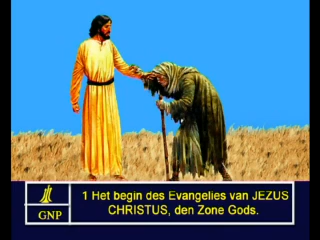 1 Het begin des Evangelies van JEZUS
CHRISTUS, den Zone Gods.
GNP